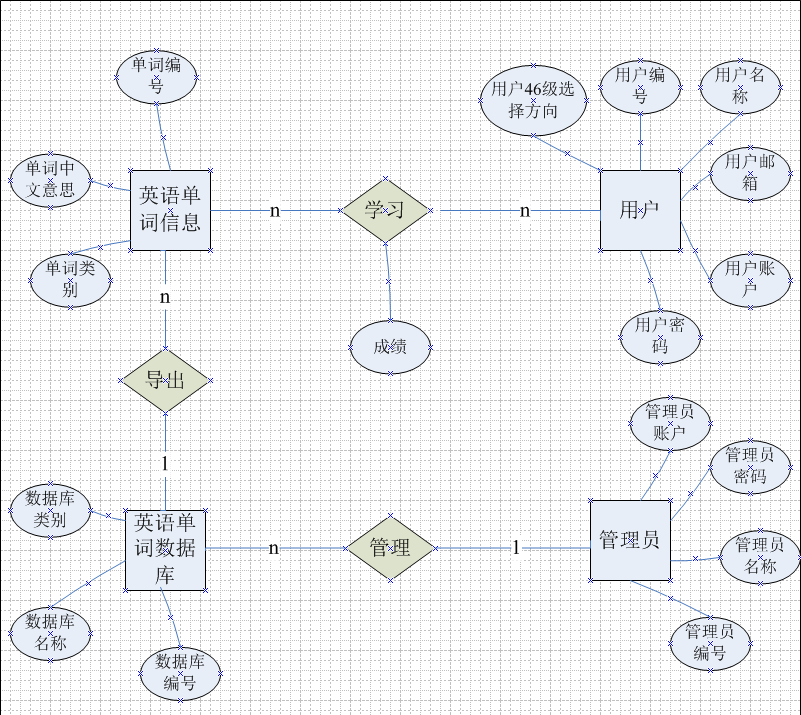 单词编
号
用户46级选
择方向
用户编
号
用户名
称
单词中
文意思
英语单
词信息
n
学习
n
用户
用户邮
箱
单词类
别
用户账
户
n
成绩
用户密
码
导出
管理员
账户
1
管理员
密码
数据库
类别
英语单
词数据
库
n
管理
1
管理员
管理员
名称
数据库
名称
数据库
编号
管理员
编号